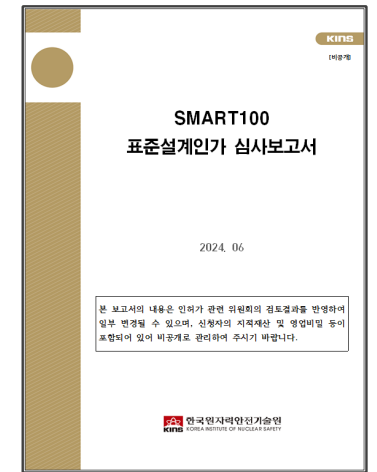 KINS
[비공개]
SMART100
표준설계인가 심사보고서
2024. 06
본 보고서의 내용은 인허가 관련 위원회의 검토결과를 반영하여
일부 변경될 수 있으며, 신청자의 지적재산 및 영업비밀 등이
포함되어 있어 비공개로 관리하여 주시기 바랍니다.
KINS 한국원자력안전기술원
KOREA INSTITUTE OF NUCLEAR SAFETY